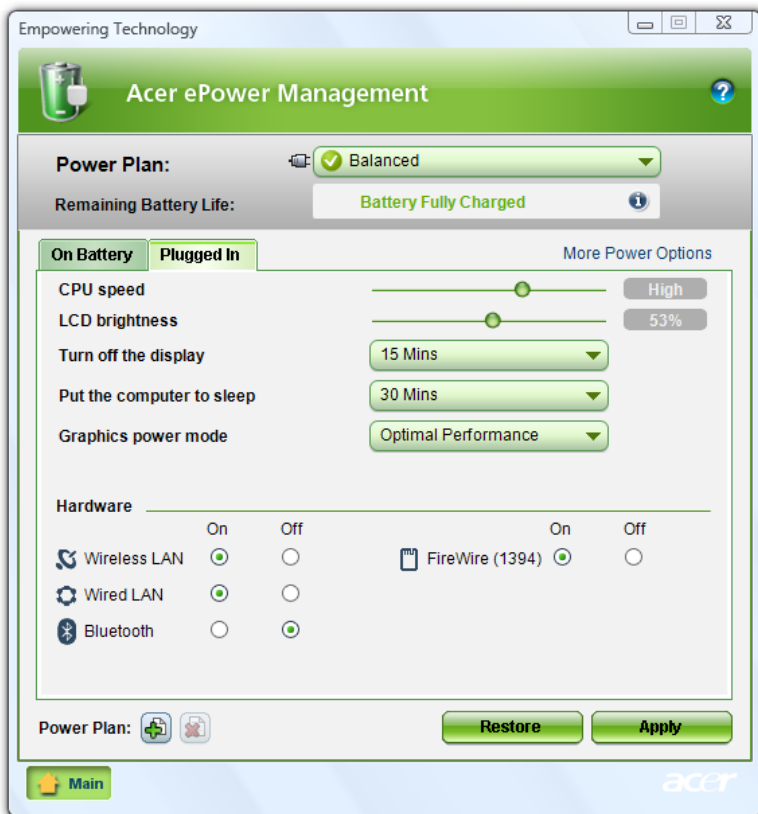 Empowering Technology
Acer ePower Management
Power Plan: Balanced
Remaining Battery Life: Battery Fully Charged
On Battery Plugged In More Power Options
CPU speed High
LCD brightness 53%
Turn off the display 15 Mins
Put the computer to sleep 30 Mins
Graphics power mode Optimal Performance
Hardware
On Off On Off
Wireless LAN FireWire (1394)
Wired LAN
Bluetooth
Power Plan: Restore Apply
Main acer